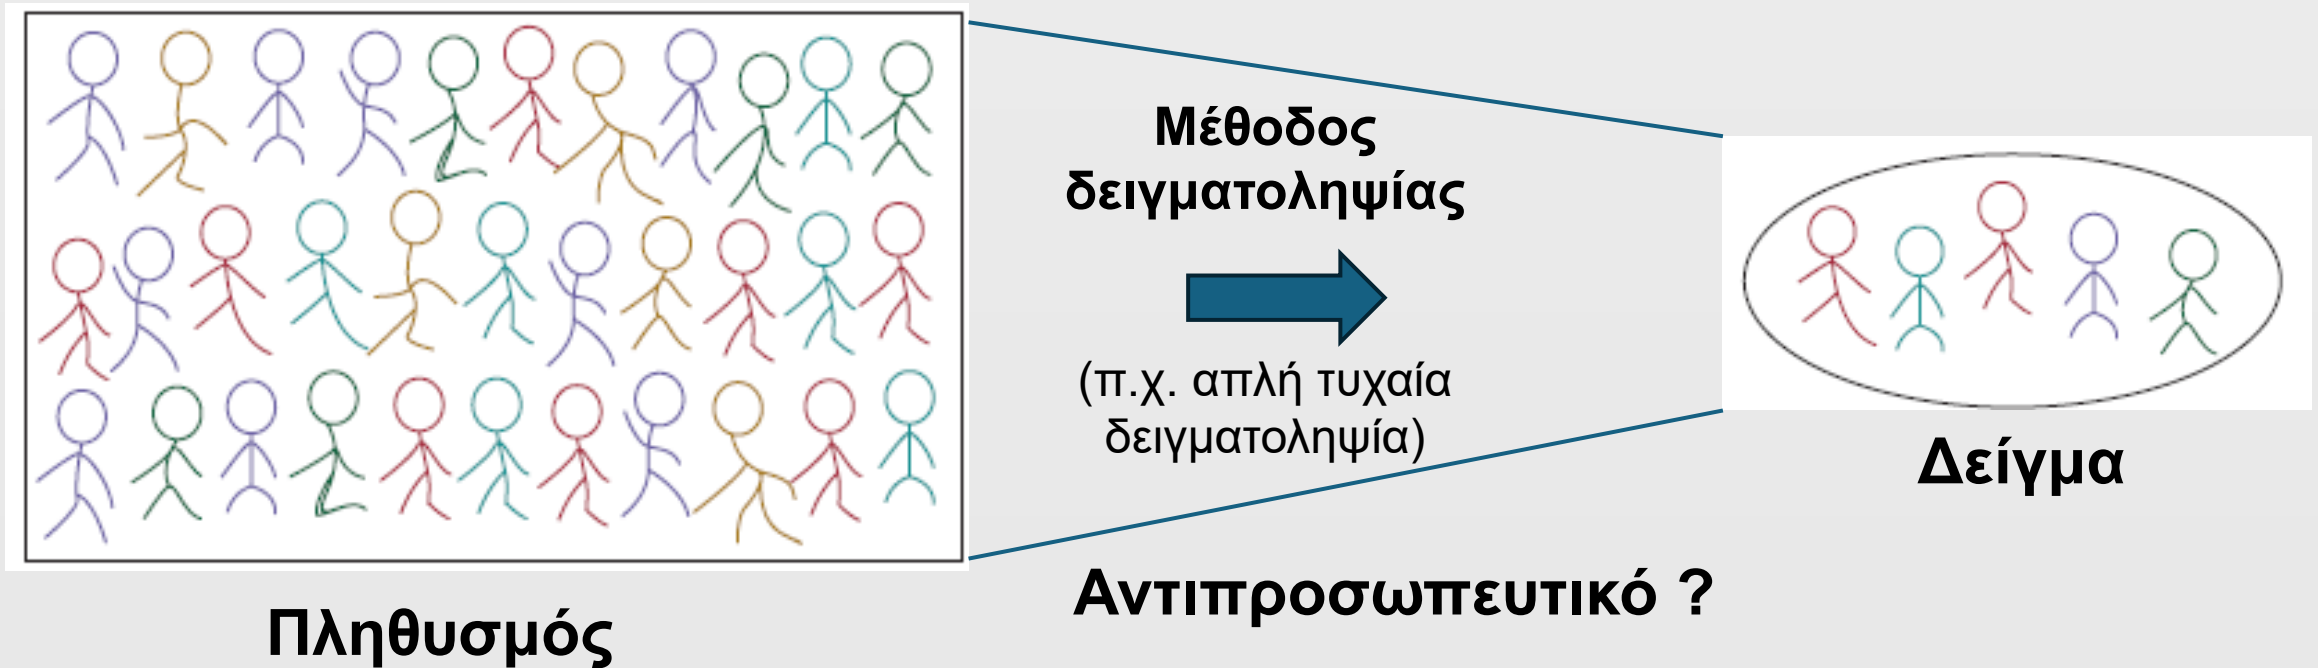 Μέθοδος
δειγματοληψίας
(π.χ. απλή τυχαία
δειγματοληψία)
Δείγμα
Αντιπροσωπευτικό ?
Πληθυσμός